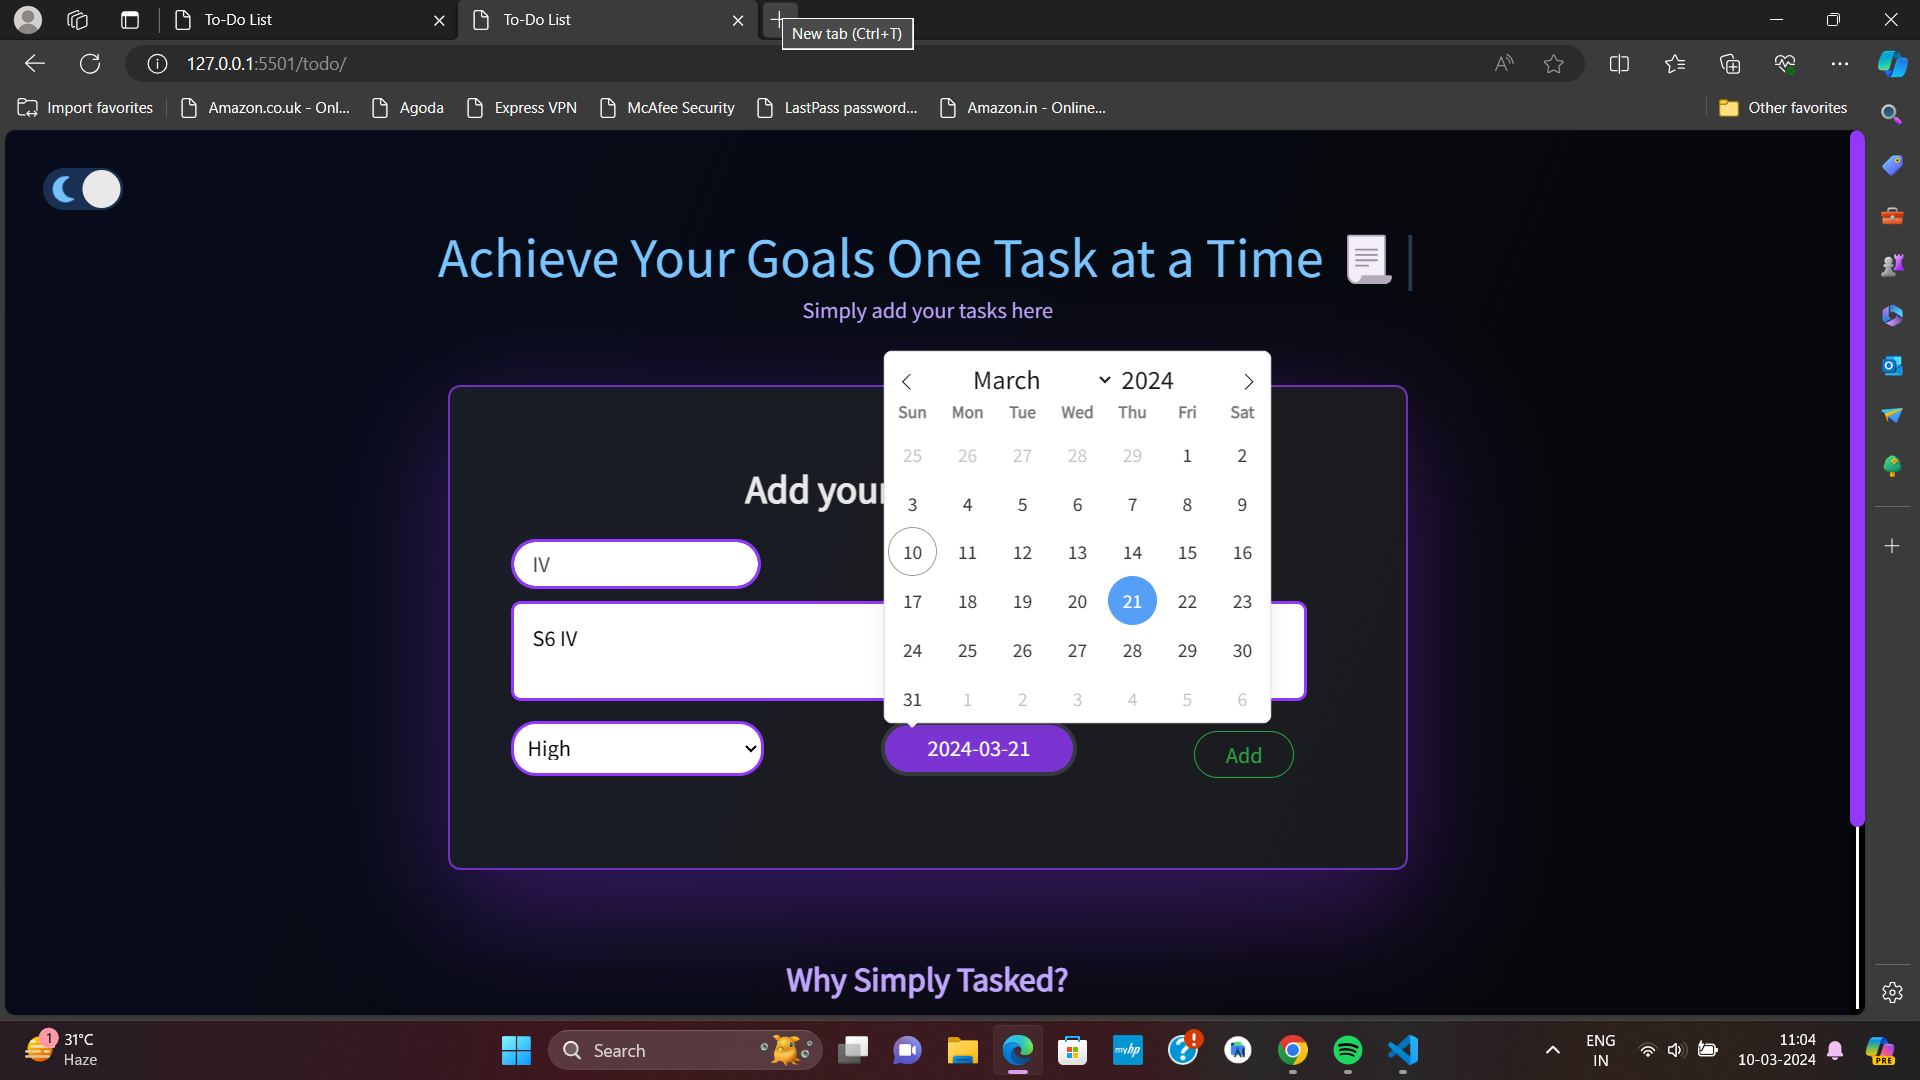 To-Do List
To-Do List
New tab (Ctrl+T)
127.0.0.1:5501/todo/
Import favorites
Amazon.co.uk - Onl...
Agoda
Express VPN
McAfee Security
LastPass password...
Amazon.in - Online...
Other favorites
Achieve Your Goals One Task at a Time
Simply add your tasks here
March 2024
Sun Mon Tue Wed Thu Fri Sat
25 26 27 28 29 1 2
3 4 5 6 7 8 9
10 11 12 13 14 15 16
17 18 19 20 21 22 23
24 25 26 27 28 29 30
31 1 2 3 4 5 6
Add your
IV
S6 IV
High
2024-03-21
Add
Why Simply Tasked?
1
31°C
Haze
Search
myhp
ENG
IN
11:04
10-03-2024
PRE